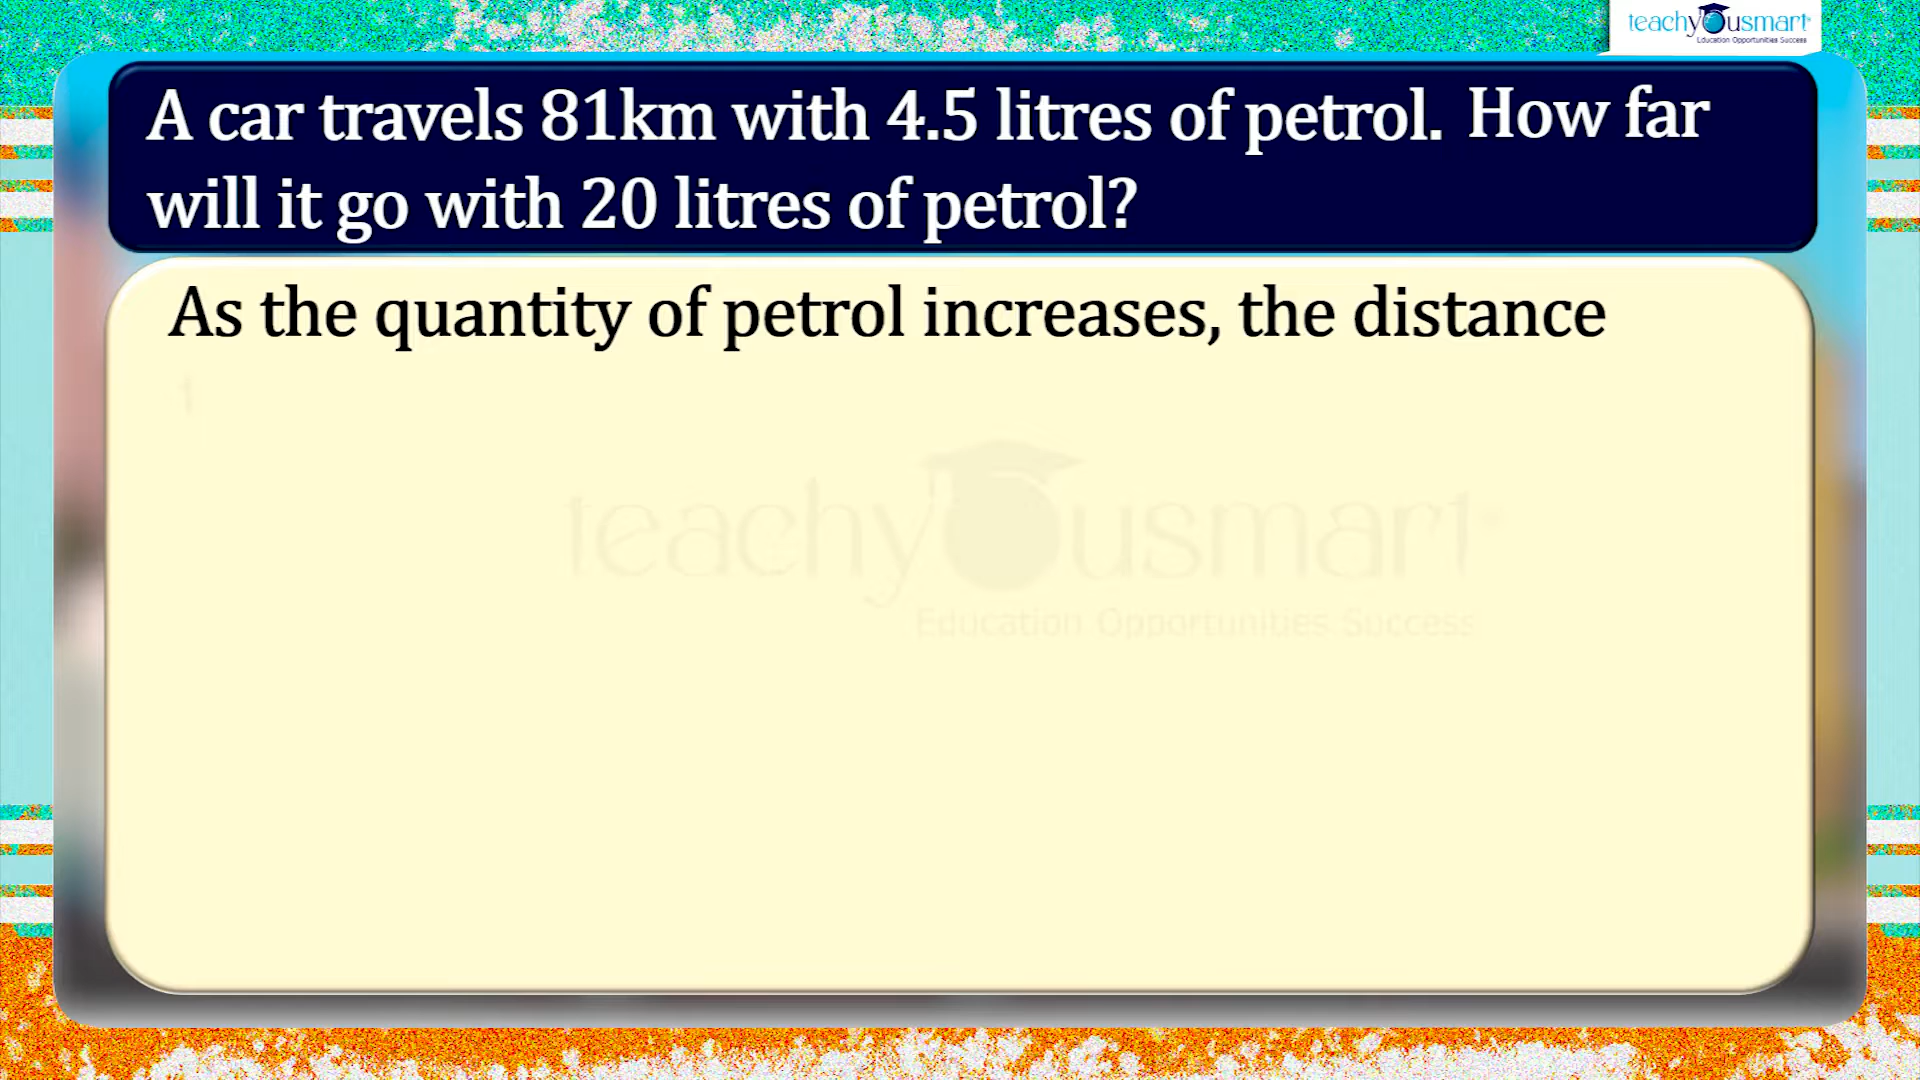 teachyousmart
Education Opportunities Success
A car travels 81km with 4.5 litres of petrol. How far
will it go with 20 litres of petrol?
As the quantity of petrol increases, the distance
teachyousmart
Education Opportunities Success